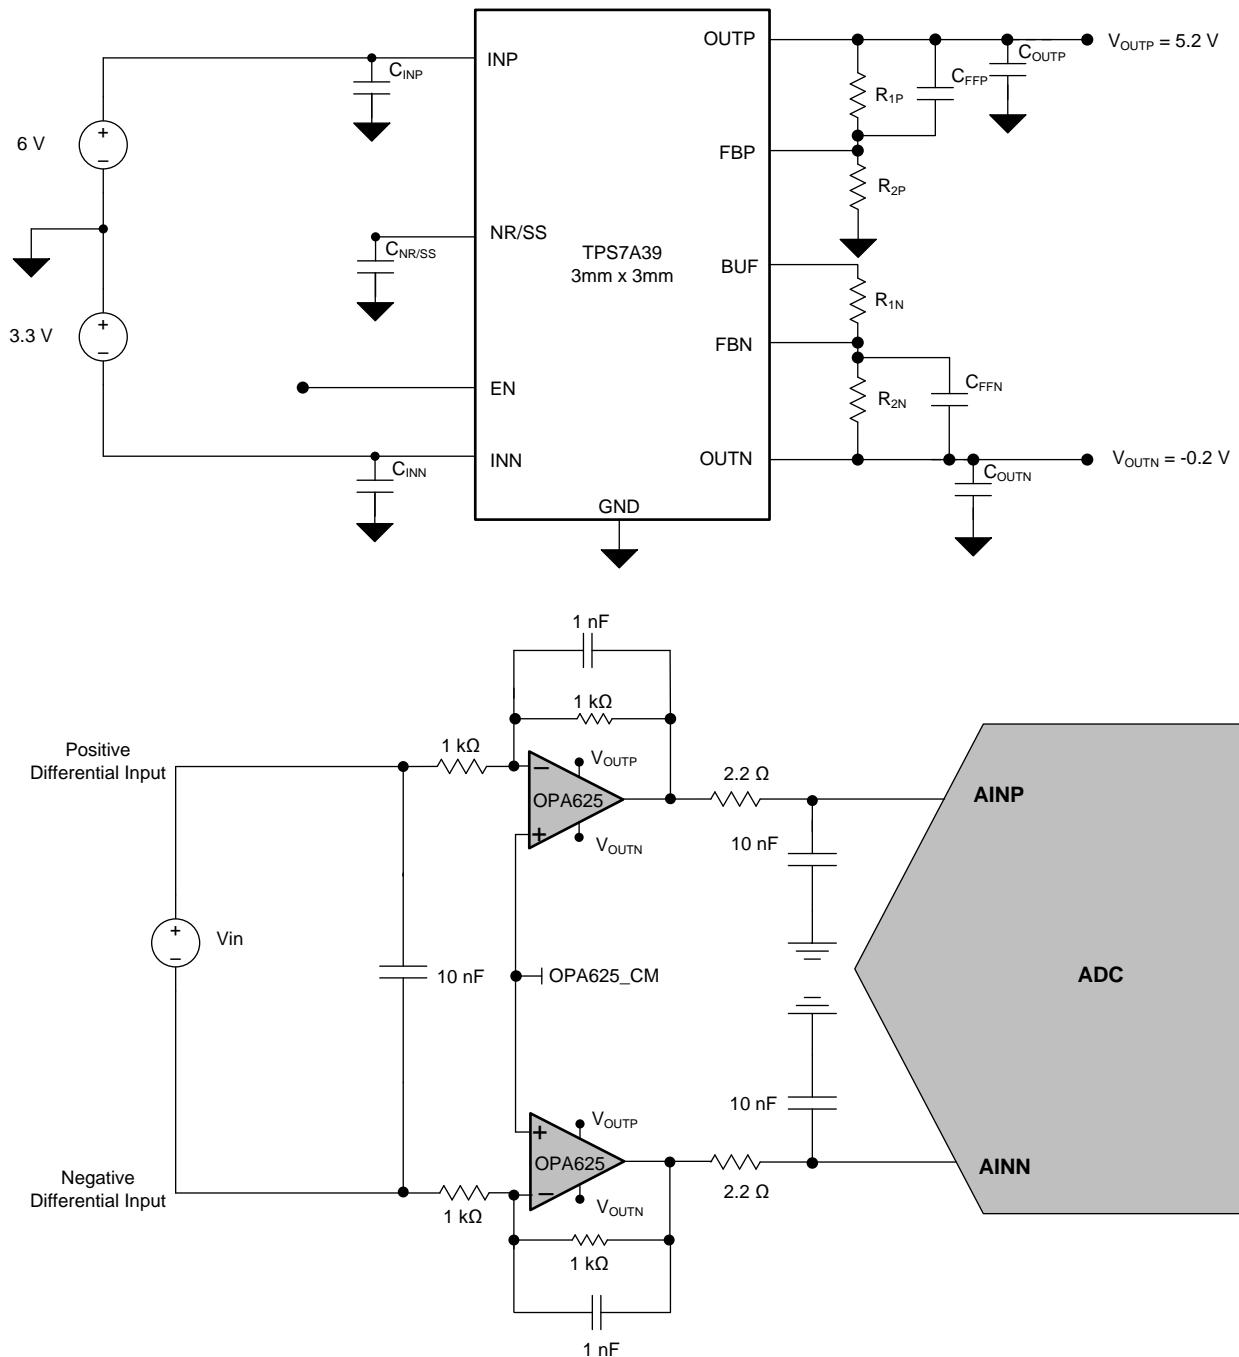 OUTP
V_OUTP = 5.2 V
C_OUTP
INP
C_INP
C_FFP
R_1P
6 V
FBP
R_2P
NR/SS
C_NR/SS
TPS7A39
3mm x 3mm
BUF
R_1N
3.3 V
FBN
C_FFN
EN
R_2N
INN
C_INN
OUTN
V_OUTN = -0.2 V
C_OUTN
GND
1 nF
1 kΩ
Positive
Differential Input
1 kΩ
−
V_OUTP
2.2 Ω
OPA625
AINP
+
V_OUTN
10 nF
Vin
10 nF
OPA625_CM
ADC
10 nF
V_OUTP
+
OPA625
AINN
Negative
Differential Input
−
V_OUTN
2.2 Ω
1 kΩ
1 kΩ
1 nF